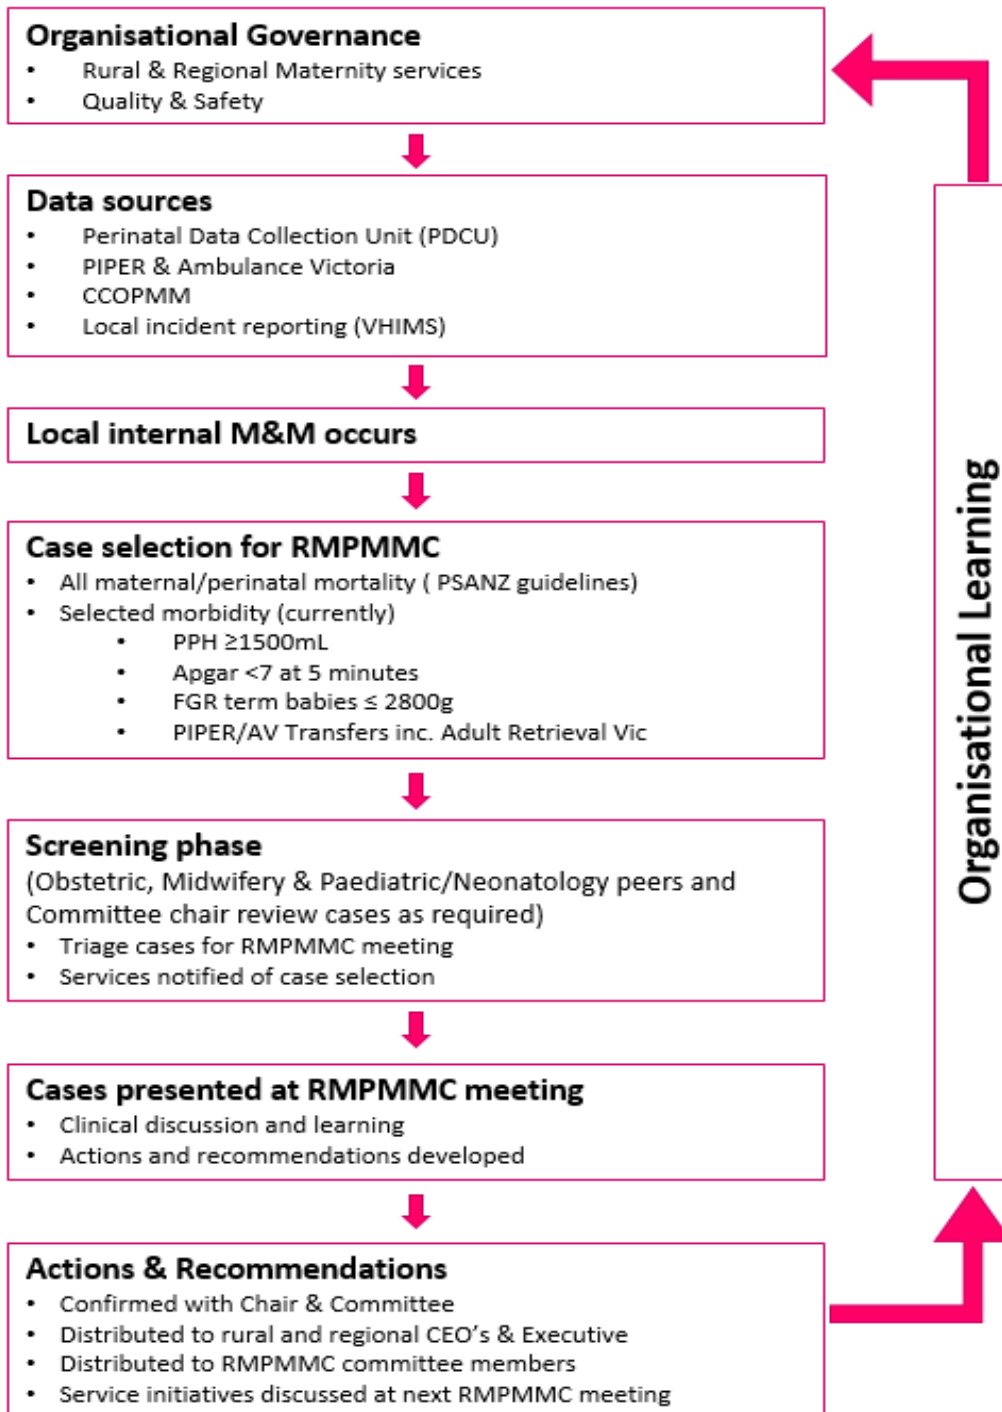 Organisational Governance
• Rural & Regional Maternity services
• Quality & Safety
Data sources
• Perinatal Data Collection Unit (PDCU)
• PIPER & Ambulance Victoria
• CCOPMM
• Local incident reporting (VHIMS)
Local internal M&M occurs
Case selection for RMPMMC
• All maternal/perinatal mortality ( PSANZ guidelines)
• Selected morbidity (currently)
• PPH ≥1500mL
• Apgar <7 at 5 minutes
• FGR term babies ≤ 2800g
• PIPER/AV Transfers inc. Adult Retrieval Vic
Screening phase
(Obstetric, Midwifery & Paediatric/Neonatology peers and
Committee chair review cases as required)
• Triage cases for RMPMMC meeting
• Services notified of case selection
Cases presented at RMPMMC meeting
• Clinical discussion and learning
• Actions and recommendations developed
Actions & Recommendations
• Confirmed with Chair & Committee
• Distributed to rural and regional CEO's & Executive
• Distributed to RMPMMC committee members
• Service initiatives discussed at next RMPMMC meeting
Organisational Learning